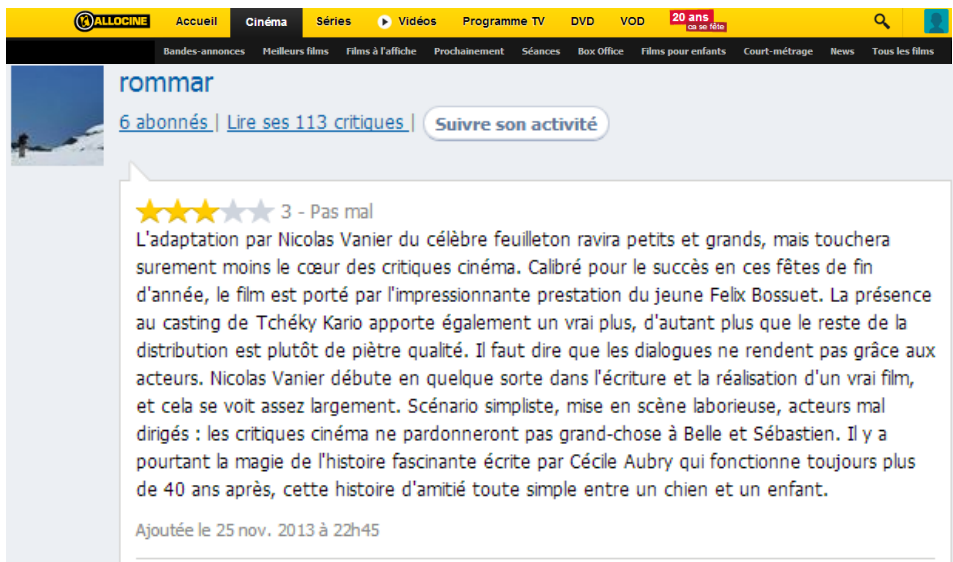 ALLOCINE Accueil Cinéma Séries Vidéos Programme TV DVD VOD 20 ans ça se fête
Bandes-annonces Meilleurs films Films à l'affiche Prochainement Séances Box Office Films pour enfants Court-métrage News Tous les films
rommar
6 abonnés | Lire ses 113 critiques | Suivre son activité
3 - Pas mal
L'adaptation par Nicolas Vanier du célèbre feuilleton ravira petits et grands, mais touchera
surement moins le cœur des critiques cinéma. Calibré pour le succès en ces fêtes de fin
d'année, le film est porté par l'impressionnante prestation du jeune Felix Bossuet. La présence
au casting de Tchéky Kario apporte également un vrai plus, d'autant plus que le reste de la
distribution est plutôt de piètre qualité. Il faut dire que les dialogues ne rendent pas grâce aux
acteurs. Nicolas Vanier débute en quelque sorte dans l'écriture et la réalisation d'un vrai film,
et cela se voit assez largement. Scénario simpliste, mise en scène laborieuse, acteurs mal
dirigés : les critiques cinéma ne pardonneront pas grand-chose à Belle et Sébastien. Il y a
pourtant la magie de l'histoire fascinante écrite par Cécile Aubry qui fonctionne toujours plus
de 40 ans après, cette histoire d'amitié toute simple entre un chien et un enfant.
Ajoutée le 25 nov. 2013 à 22h45